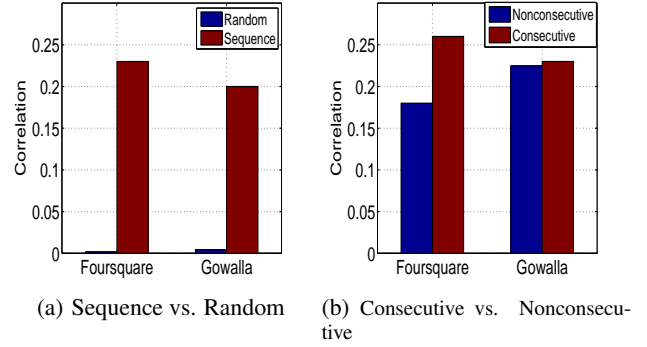 Random
Sequence
0.25
0.2
0.15
0.1
0.05
0
Correlation
Foursquare Gowalla
(a) Sequence vs. Random
Nonconsecutive
Consecutive
0.25
0.2
0.15
0.1
0.05
0
Correlation
Foursquare Gowalla
(b) Consecutive vs. Nonconsecu-
tive